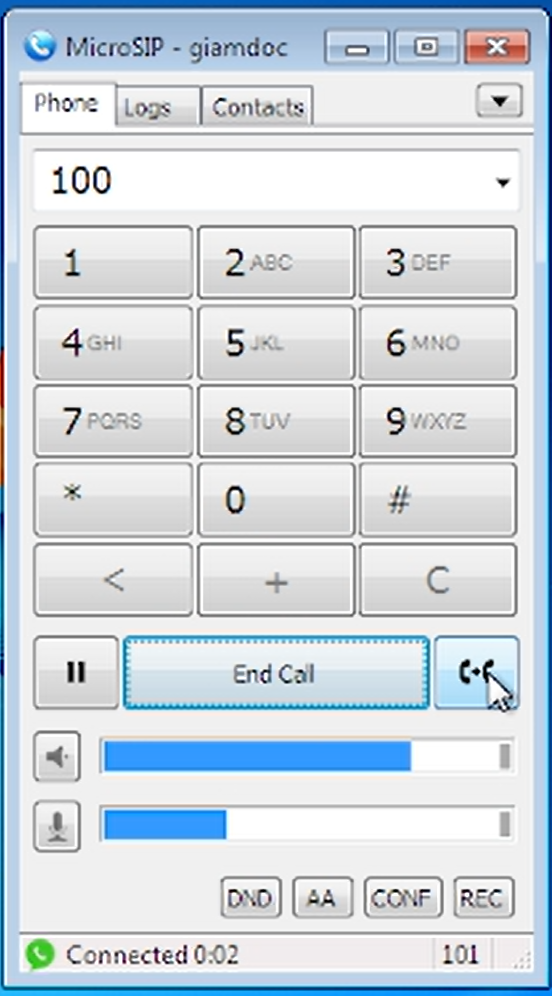 MicroSIP - giamdoc
Phone Logs Contacts
100
1 2 ABC 3 DEF
4 GHI 5 JKL 6 MNO
7 PQRS 8 TUV 9 WXYZ
* 0 #
< + C
End Call
DND AA CONF REC
Connected 0:02 101